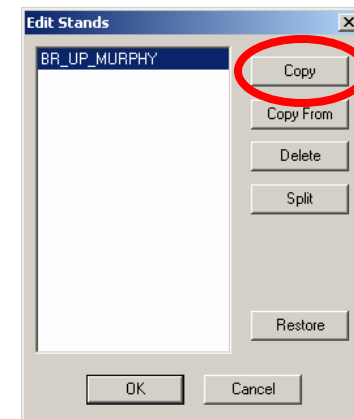 Edit Stands
BR_UP_MURPHY
Copy
Copy From
Delete
Split
Restore
OK
Cancel